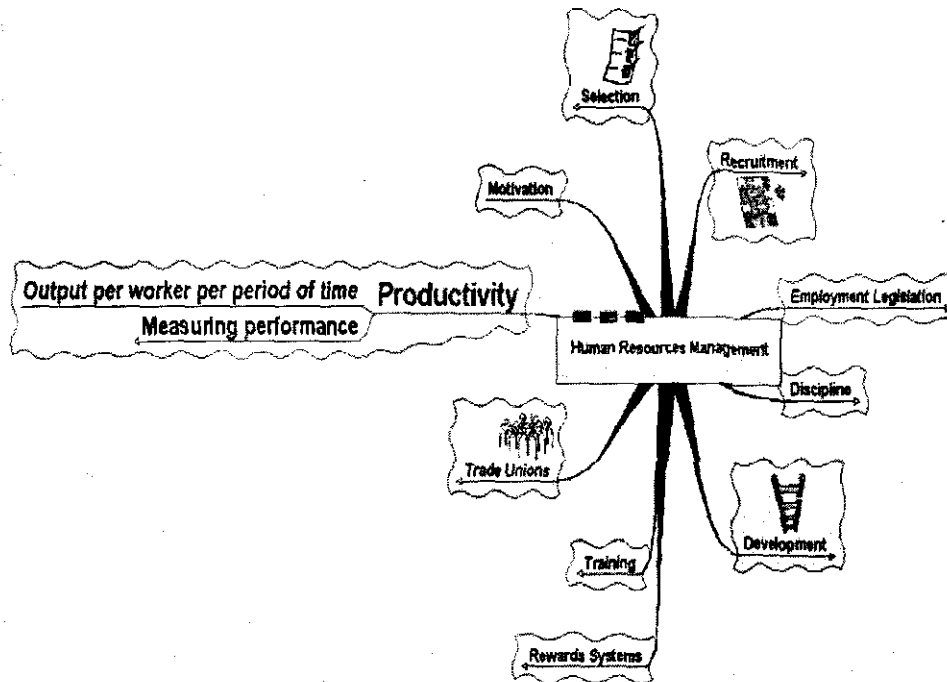 Selection
Recruitment
Motivation
Output per worker per period of time
Productivity
Measuring performance
Employment Legislation
Human Resources Management
Discipline
Trade Unions
Development
Training
Rewards Systems